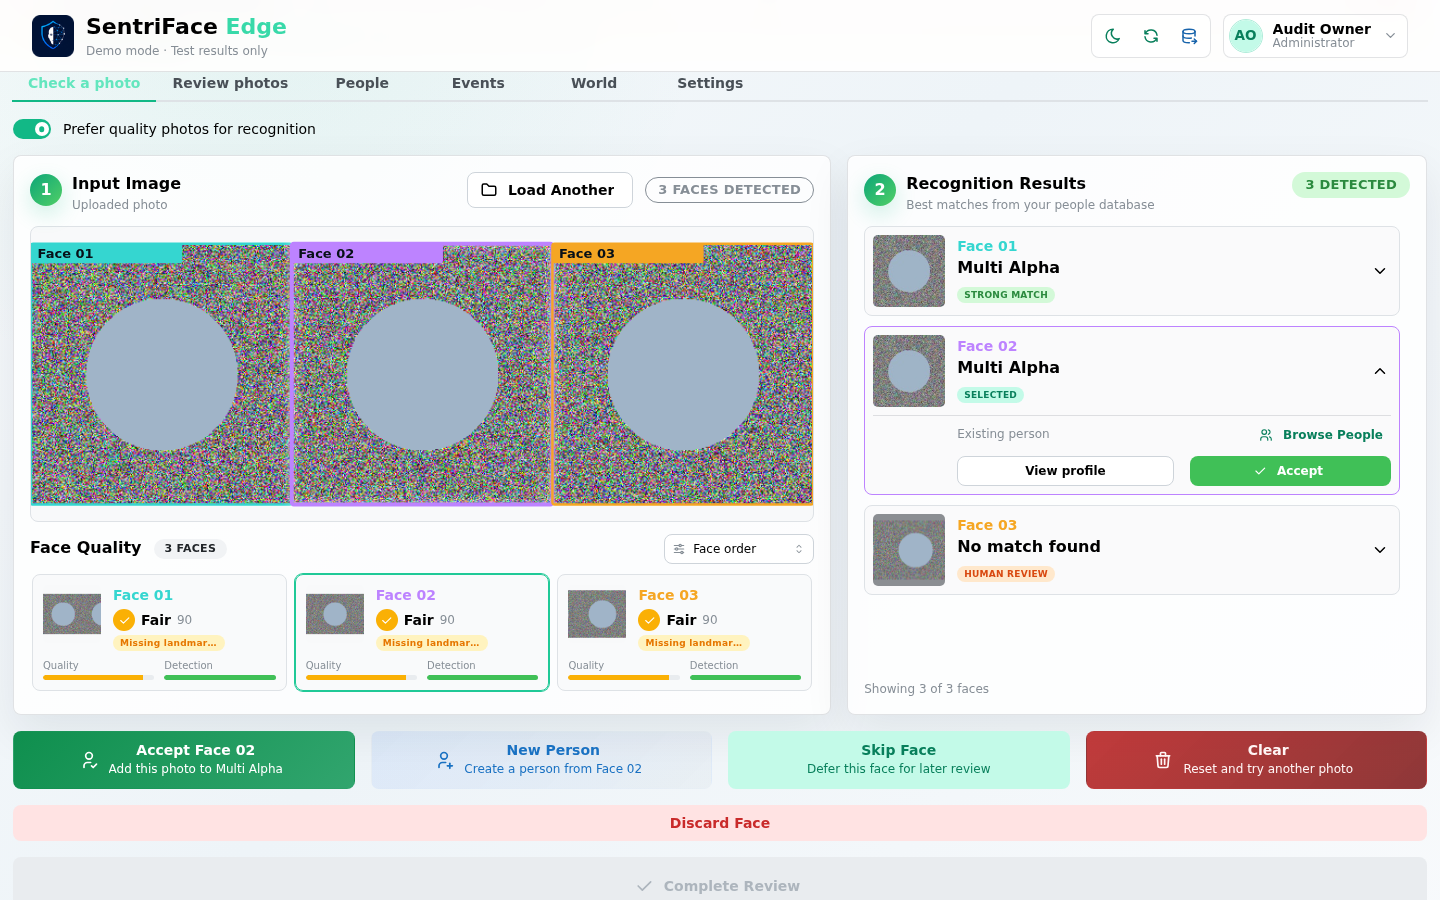 SentriFace Edge
Demo mode · Test results only
AO
Audit Owner
Administrator
Check a photo
Review photos
People
Events
World
Settings
Prefer quality photos for recognition
1
Input Image
Uploaded photo
Load Another
3 FACES DETECTED
Face 01
Face 02
Face 03
Face Quality
3 FACES
Face order
Face 01
Fair 90
Missing landmar...
Quality
Detection
Face 02
Fair 90
Missing landmar...
Quality
Detection
Face 03
Fair 90
Missing landmar...
Quality
Detection
2
Recognition Results
Best matches from your people database
3 DETECTED
Face 01
Multi Alpha
STRONG MATCH
Face 02
Multi Alpha
SELECTED
Existing person
Browse People
View profile
Accept
Face 03
No match found
HUMAN REVIEW
Showing 3 of 3 faces
Accept Face 02
Add this photo to Multi Alpha
New Person
Create a person from Face 02
Skip Face
Defer this face for later review
Clear
Reset and try another photo
Discard Face
Complete Review